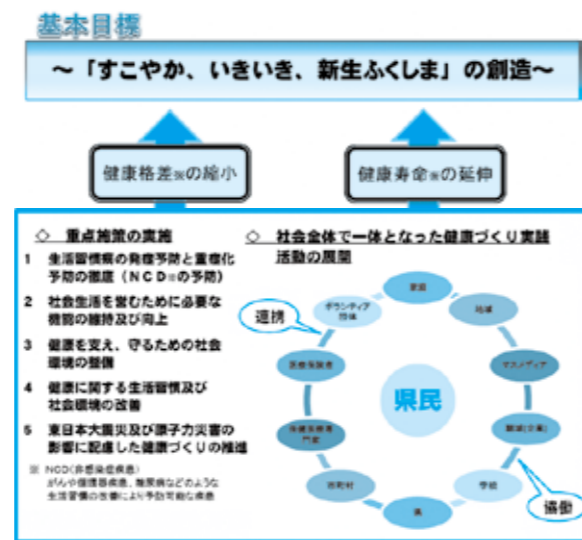 基本目標
～「すこやか、いきいき、新生ふくしま」の創造～
健康格差※の縮小
健康寿命※の延伸
◇ 重点施策の実施
1 生活習慣病の発症予防と重症化
予防の徹底（NCD※の予防）
2 社会生活を営むために必要な
機能の維持及び向上
3 健康を支え、守るための社会
環境の整備
4 健康に関する生活習慣及び
社会環境の改善
5 東日本大震災及び原子力災害の
影響に配慮した健康づくりの推進
※ NCD(非感染症疾患)
がんや循環器疾患、糖尿病などのような
生活習慣の改善により予防可能な疾患
◇ 社会全体で一体となった健康づくり実践
活動の展開
連携
家庭
地域
マスメディア
職域(企業)
学校
県
市町村
保健医療専
門家
医療保険者
ボランティア
団体
県民
協働